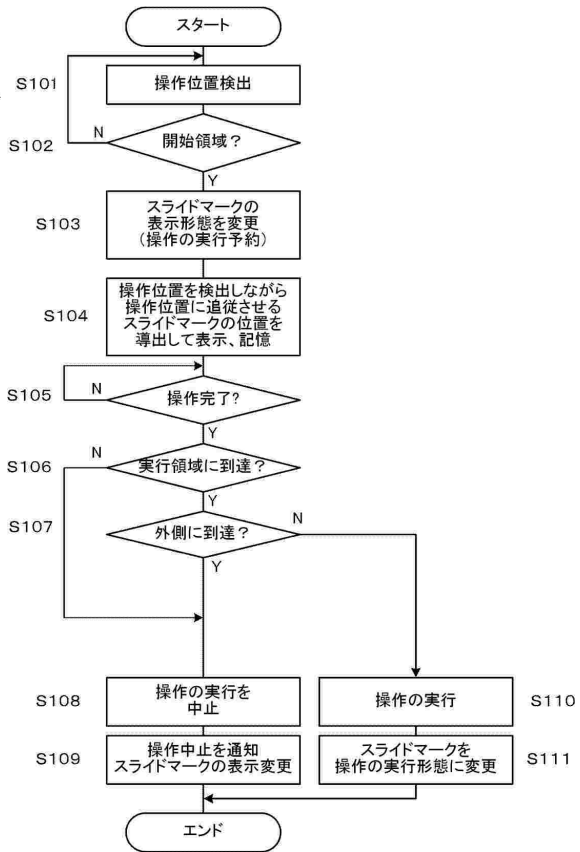 スタート
S101
操作位置検出
S102
N
開始領域？
Y
S103
スライドマークの
表示形態を変更
(操作の実行予約)
S104
操作位置を検出しながら
操作位置に追従させる
スライドマークの位置を
導出して表示、記憶
S105
N
操作完了?
Y
S106
N
実行領域に到達？
Y
S107
外側に到達？
N
Y
S108
操作の実行を
中止
操作の実行
S110
S109
操作中止を通知
スライドマークの表示変更
スライドマークを
操作の実行形態に変更
S111
エンド